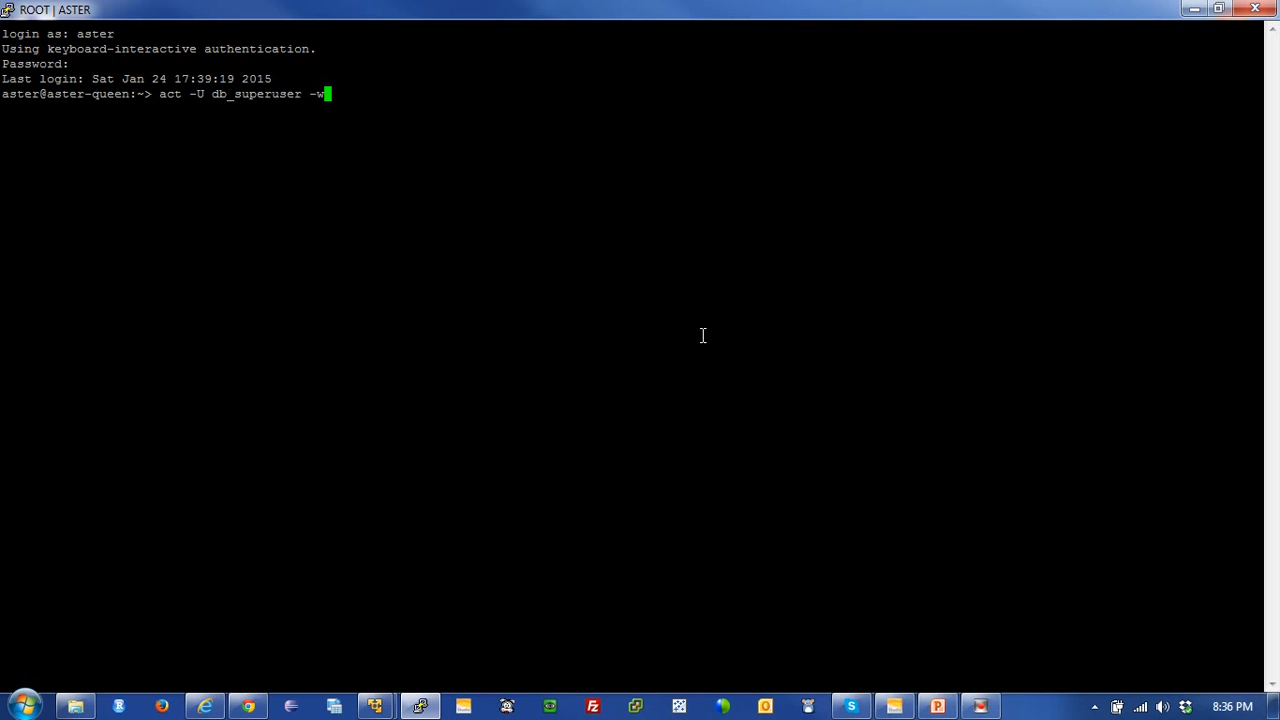 ROOT | ASTER
login as: aster
Using keyboard-interactive authentication.
Password:
Last login: Sat Jan 24 17:39:19 2015
aster@aster-queen:~> act -U db_superuser -w
8:36 PM